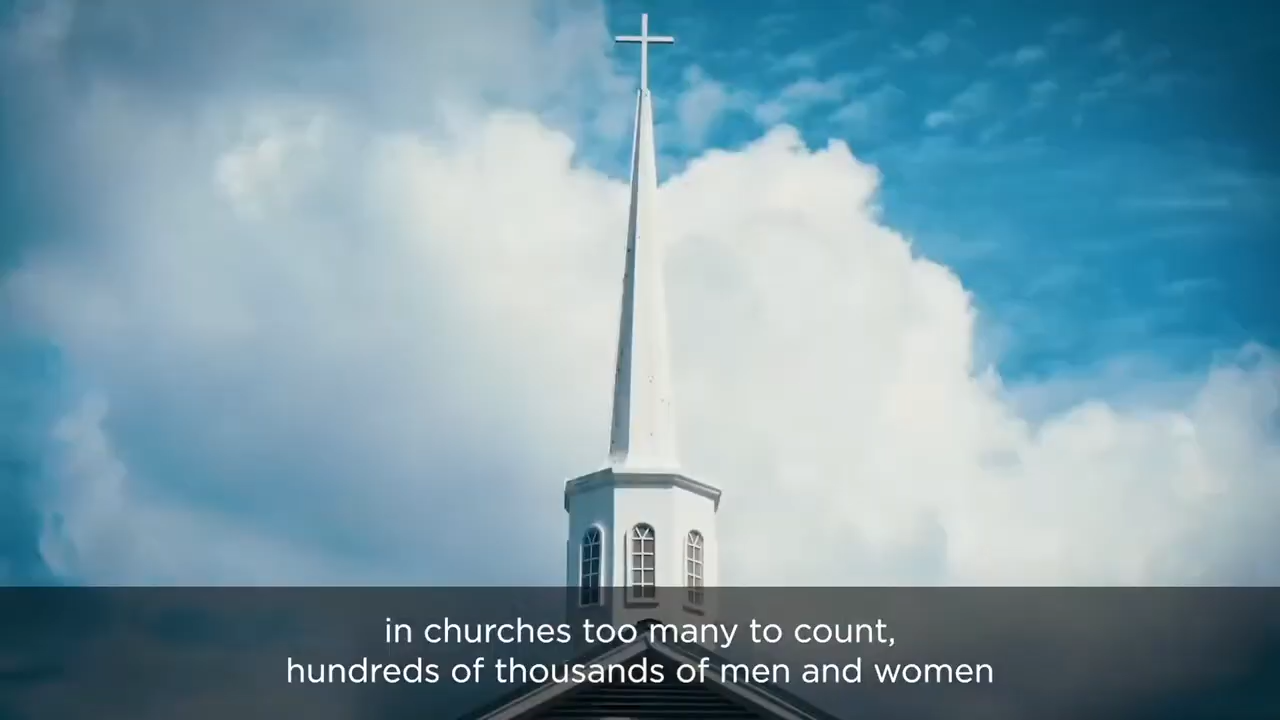 in churches too many to count,
hundreds of thousands of men and women